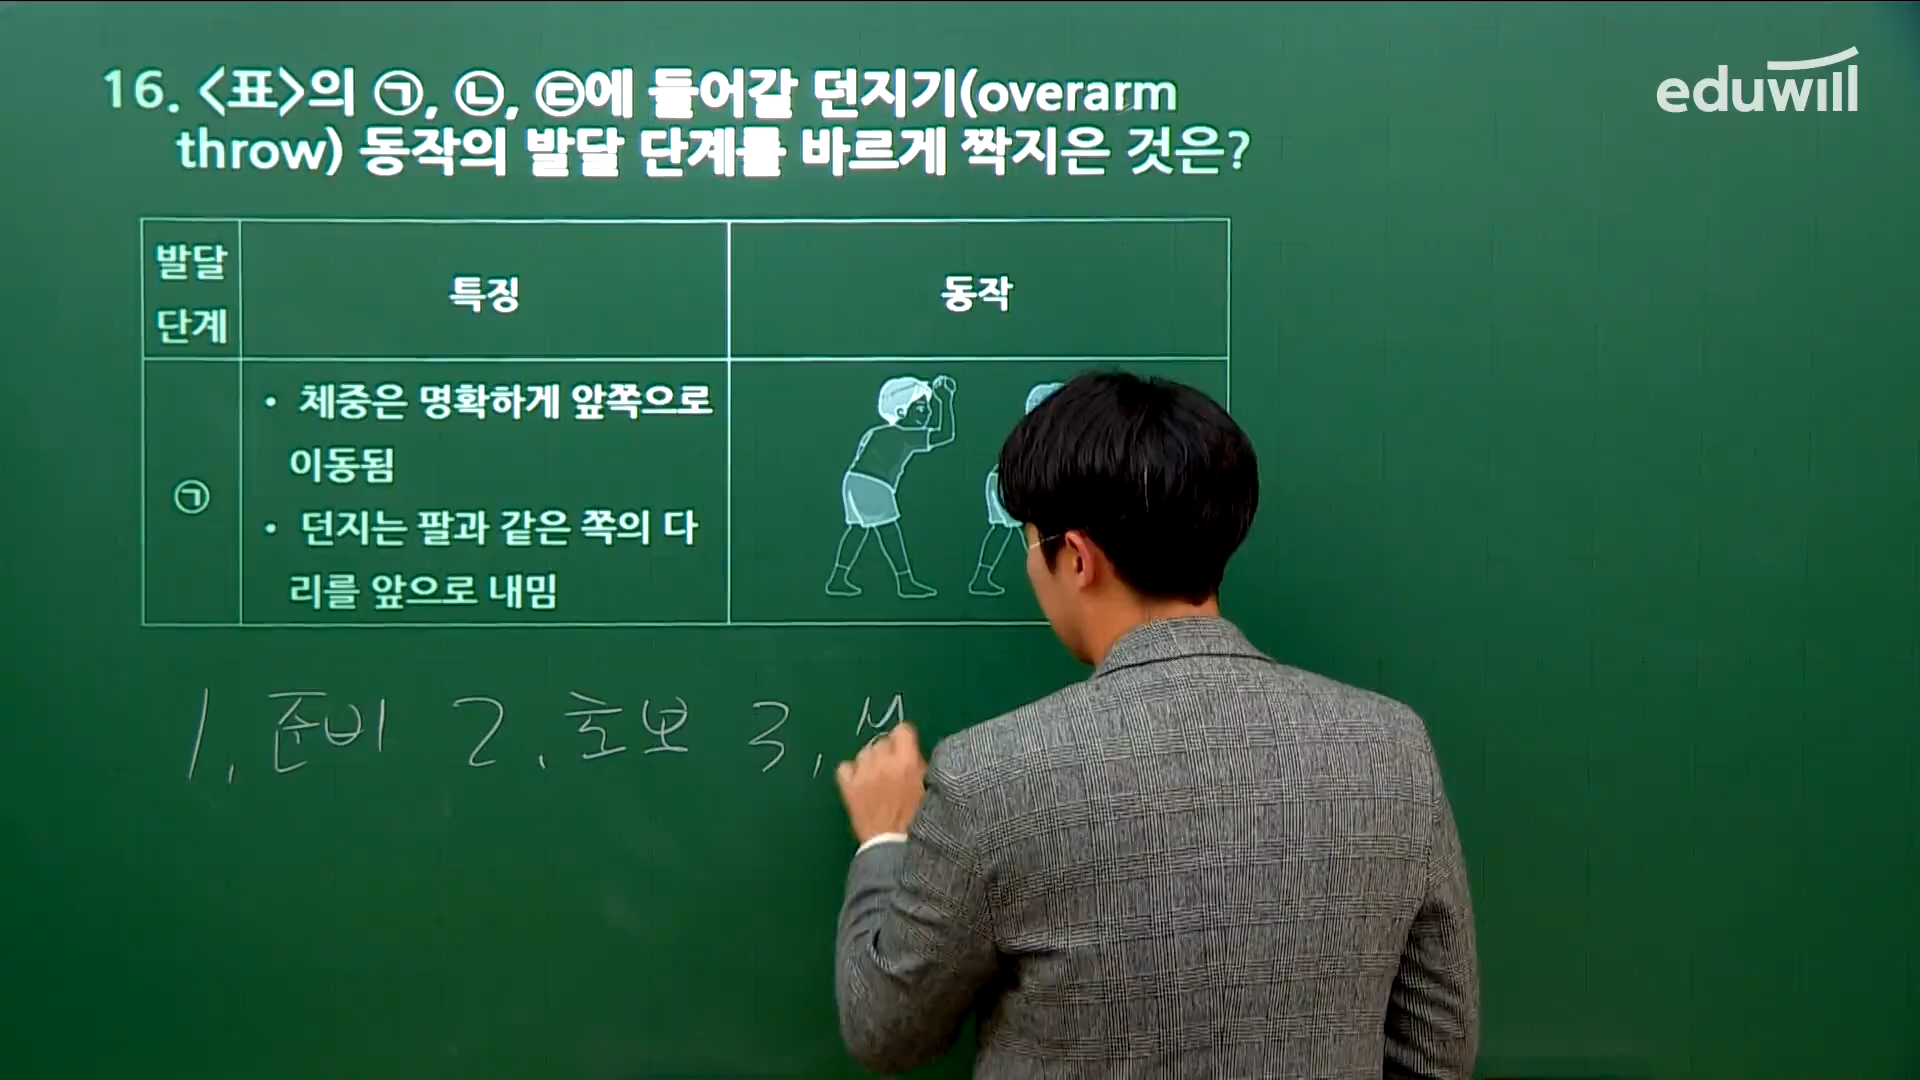 eduwill
16. <표>의 ㉠, ㉡, ㉢에 들어갈 던지기(overarm
throw) 동작의 발달 단계를 바르게 짝지은 것은?
발달
단계
특징
동작
㉠
• 체중은 명확하게 앞쪽으로
이동됨
• 던지는 팔과 같은 쪽의 다
리를 앞으로 내밈
1. 준비 2. 초보 3.